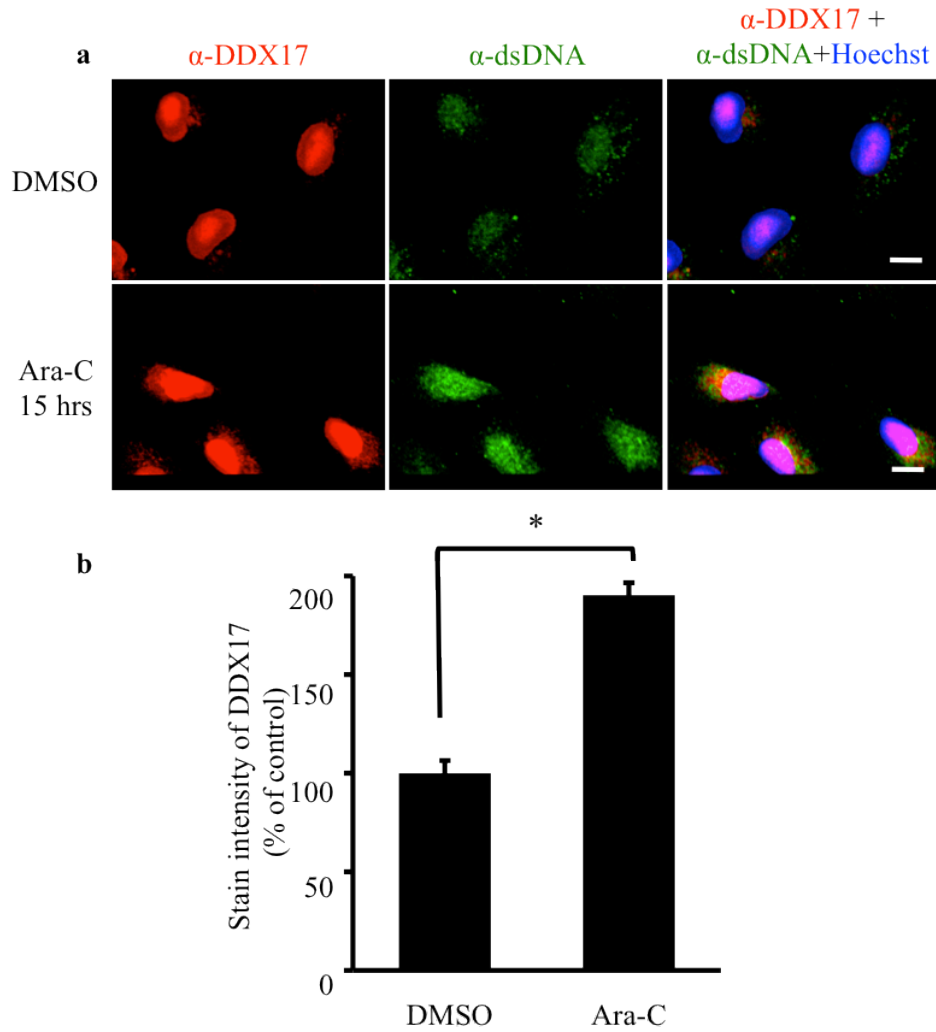 a
α-DDX17
α-dsDNA
α-DDX17 +
α-dsDNA+Hoechst
DMSO
Ara-C
15 hrs
b
*
Stain intensity of DDX17
(% of control)
200
150
100
50
0
DMSO
Ara-C